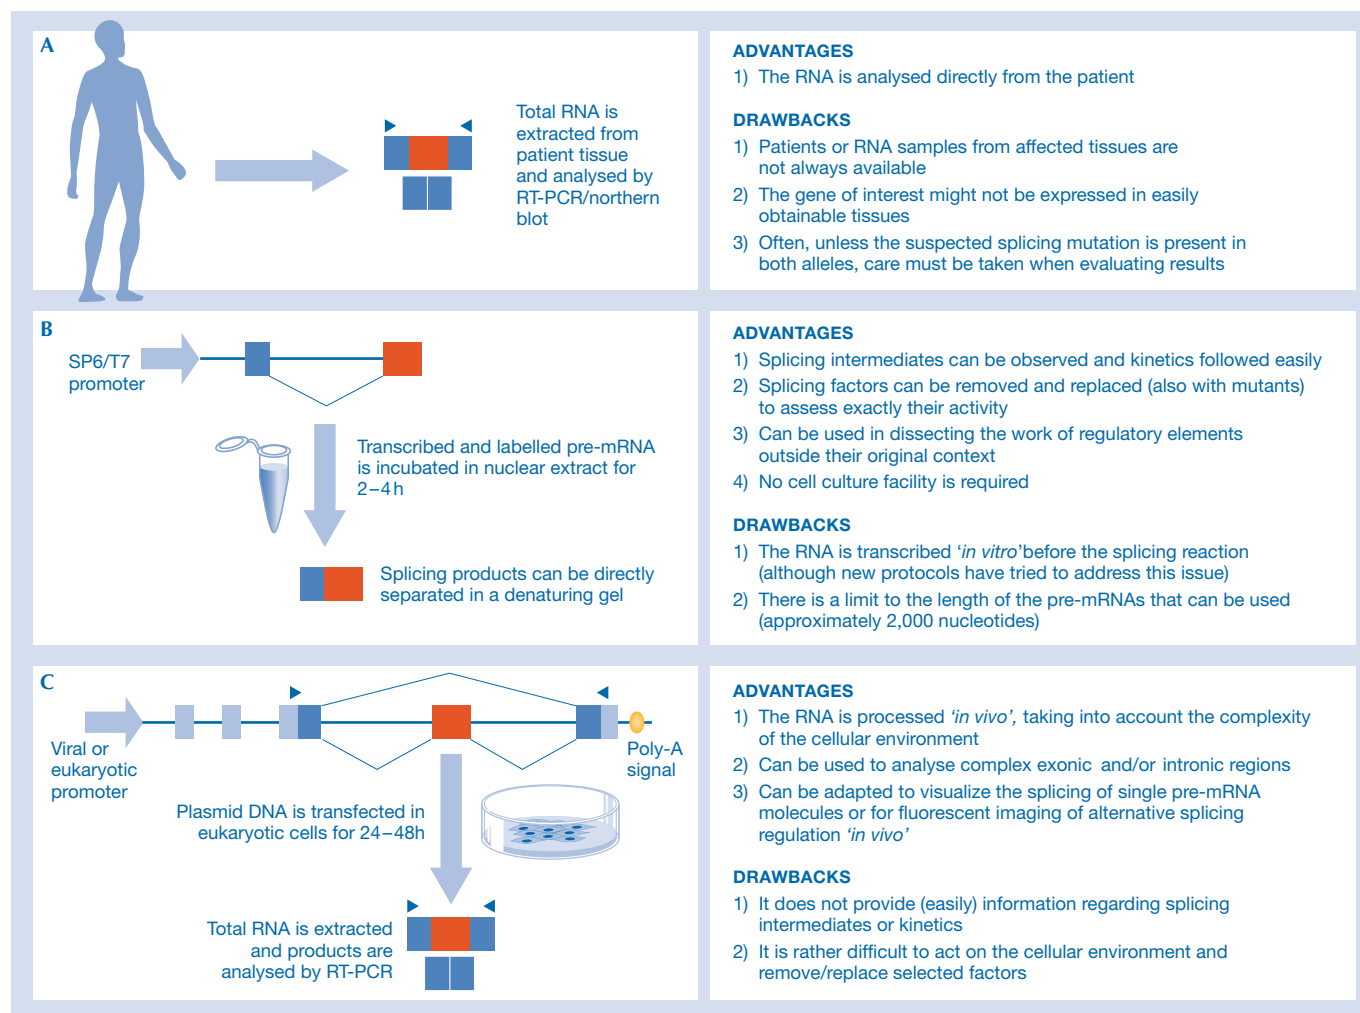 A
Total RNA is
extracted from
patient tissue
and analysed by
RT-PCR/northern
blot
ADVANTAGES
1) The RNA is analysed directly from the patient
DRAWBACKS
1) Patients or RNA samples from affected tissues are
not always available
2) The gene of interest might not be expressed in easily
obtainable tissues
3) Often, unless the suspected splicing mutation is present in
both alleles, care must be taken when evaluating results
B
SP6/T7
promoter
Transcribed and labelled pre-mRNA
is incubated in nuclear extract for
2–4 h
Splicing products can be directly
separated in a denaturing gel
ADVANTAGES
1) Splicing intermediates can be observed and kinetics followed easily
2) Splicing factors can be removed and replaced (also with mutants)
to assess exactly their activity
3) Can be used in dissecting the work of regulatory elements
outside their original context
4) No cell culture facility is required
DRAWBACKS
1) The RNA is transcribed ‘in vitro’before the splicing reaction
(although new protocols have tried to address this issue)
2) There is a limit to the length of the pre-mRNAs that can be used
(approximately 2,000 nucleotides)
C
Viral or
eukaryotic
promoter
Poly-A
signal
Plasmid DNA is transfected in
eukaryotic cells for 24–48h
Total RNA is extracted
and products are
analysed by RT-PCR
ADVANTAGES
1) The RNA is processed ‘in vivo’, taking into account the complexity
of the cellular environment
2) Can be used to analyse complex exonic and/or intronic regions
3) Can be adapted to visualize the splicing of single pre-mRNA
molecules or for fluorescent imaging of alternative splicing
regulation ‘in vivo’
DRAWBACKS
1) It does not provide (easily) information regarding splicing
intermediates or kinetics
2) It is rather difficult to act on the cellular environment and
remove/replace selected factors